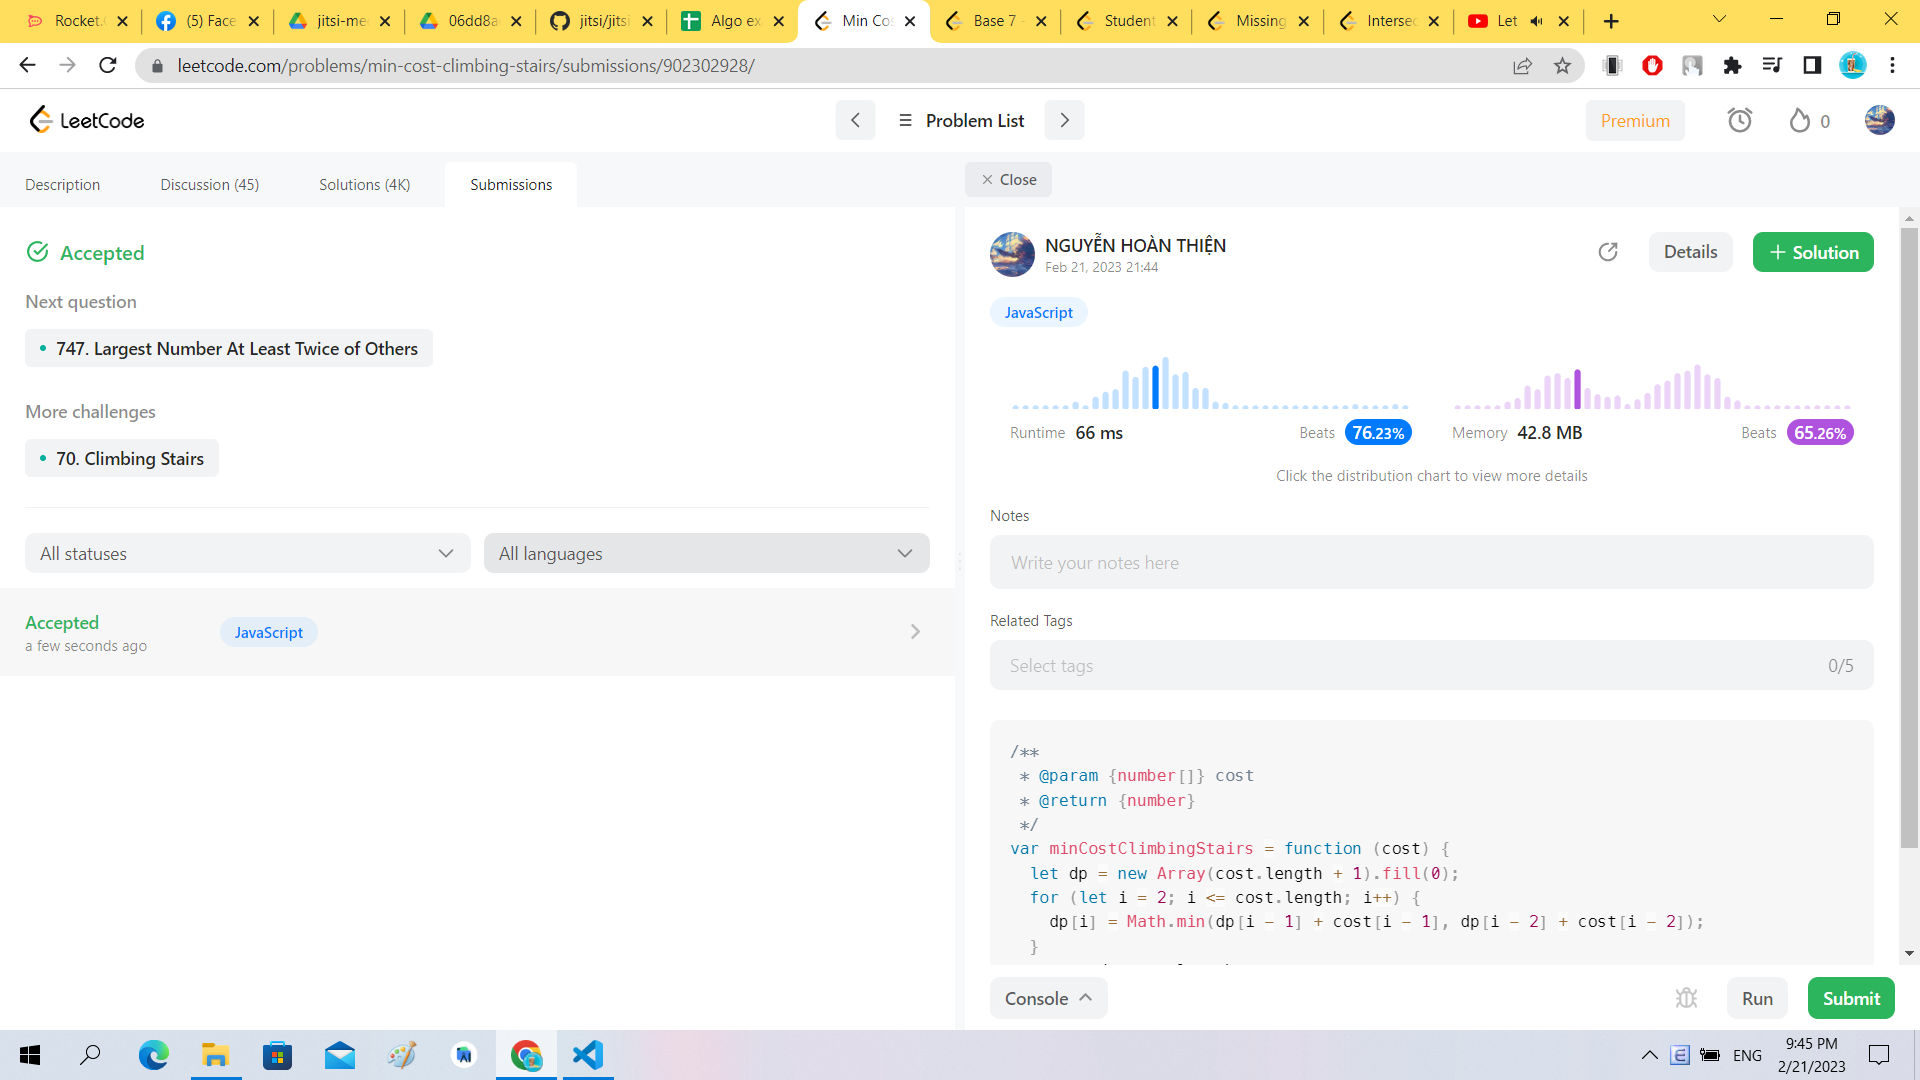 Rocket.
(5) Face
jitsi-me
06dd8a
jitsi/jitsi
Algo ex
Min Co
Base 7 -
Student
Missing
Intersec
Let
leetcode.com/problems/min-cost-climbing-stairs/submissions/902302928/
LeetCode
Problem List
Premium
0
Description
Discussion (45)
Solutions (4K)
Submissions
Close
Accepted
Next question
747. Largest Number At Least Twice of Others
More challenges
70. Climbing Stairs
All statuses
All languages
Accepted
a few seconds ago
JavaScript
NGUYỄN HOÀN THIỆN
Feb 21, 2023 21:44
Details
Solution
JavaScript
Runtime 66 ms
Beats 76.23%
Memory 42.8 MB
Beats 65.26%
Click the distribution chart to view more details
Notes
Write your notes here
Related Tags
Select tags
0/5
/**
* @param {number[]} cost
* @return {number}
*/
var minCostClimbingStairs = function (cost) {
let dp = new Array(cost.length + 1).fill(0);
for (let i = 2; i <= cost.length; i++) {
dp[i] = Math.min(dp[i - 1] + cost[i - 1], dp[i - 2] + cost[i - 2]);
}
Console
Run
Submit
ENG
9:45 PM
2/21/2023